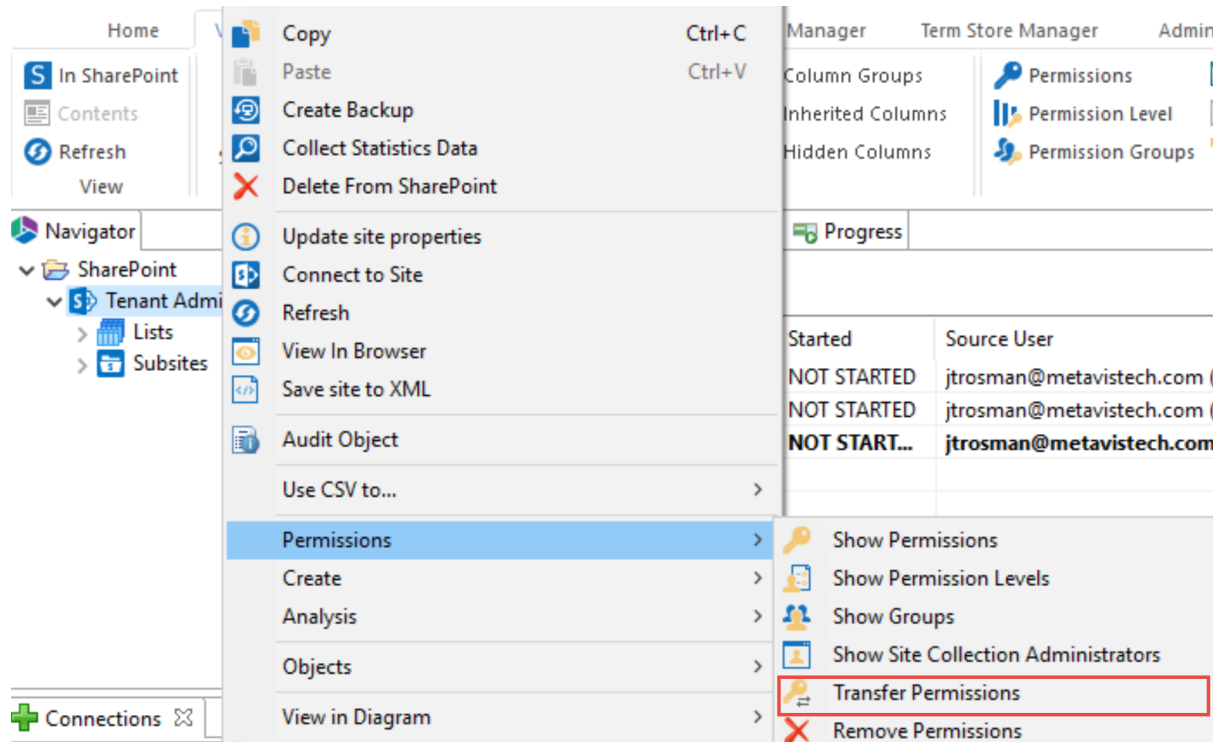 Home
Manager
Term Store Manager
Admin
In SharePoint
Contents
Refresh
View
Copy Ctrl+C
Paste Ctrl+V
Create Backup
Collect Statistics Data
Delete From SharePoint
Update site properties
Connect to Site
Refresh
View In Browser
Save site to XML
Audit Object
Use CSV to...
Permissions
Create
Analysis
Objects
View in Diagram
Column Groups
Inherited Columns
Hidden Columns
Permissions
Permission Level
Permission Groups
Navigator
SharePoint
Tenant Admi
Lists
Subsites
Progress
Started Source User
NOT STARTED jtrosman@metavistech.com (
NOT STARTED jtrosman@metavistech.com (
NOT START... jtrosman@metavistech.com
Show Permissions
Show Permission Levels
Show Groups
Show Site Collection Administrators
Transfer Permissions
Remove Permissions
Connections